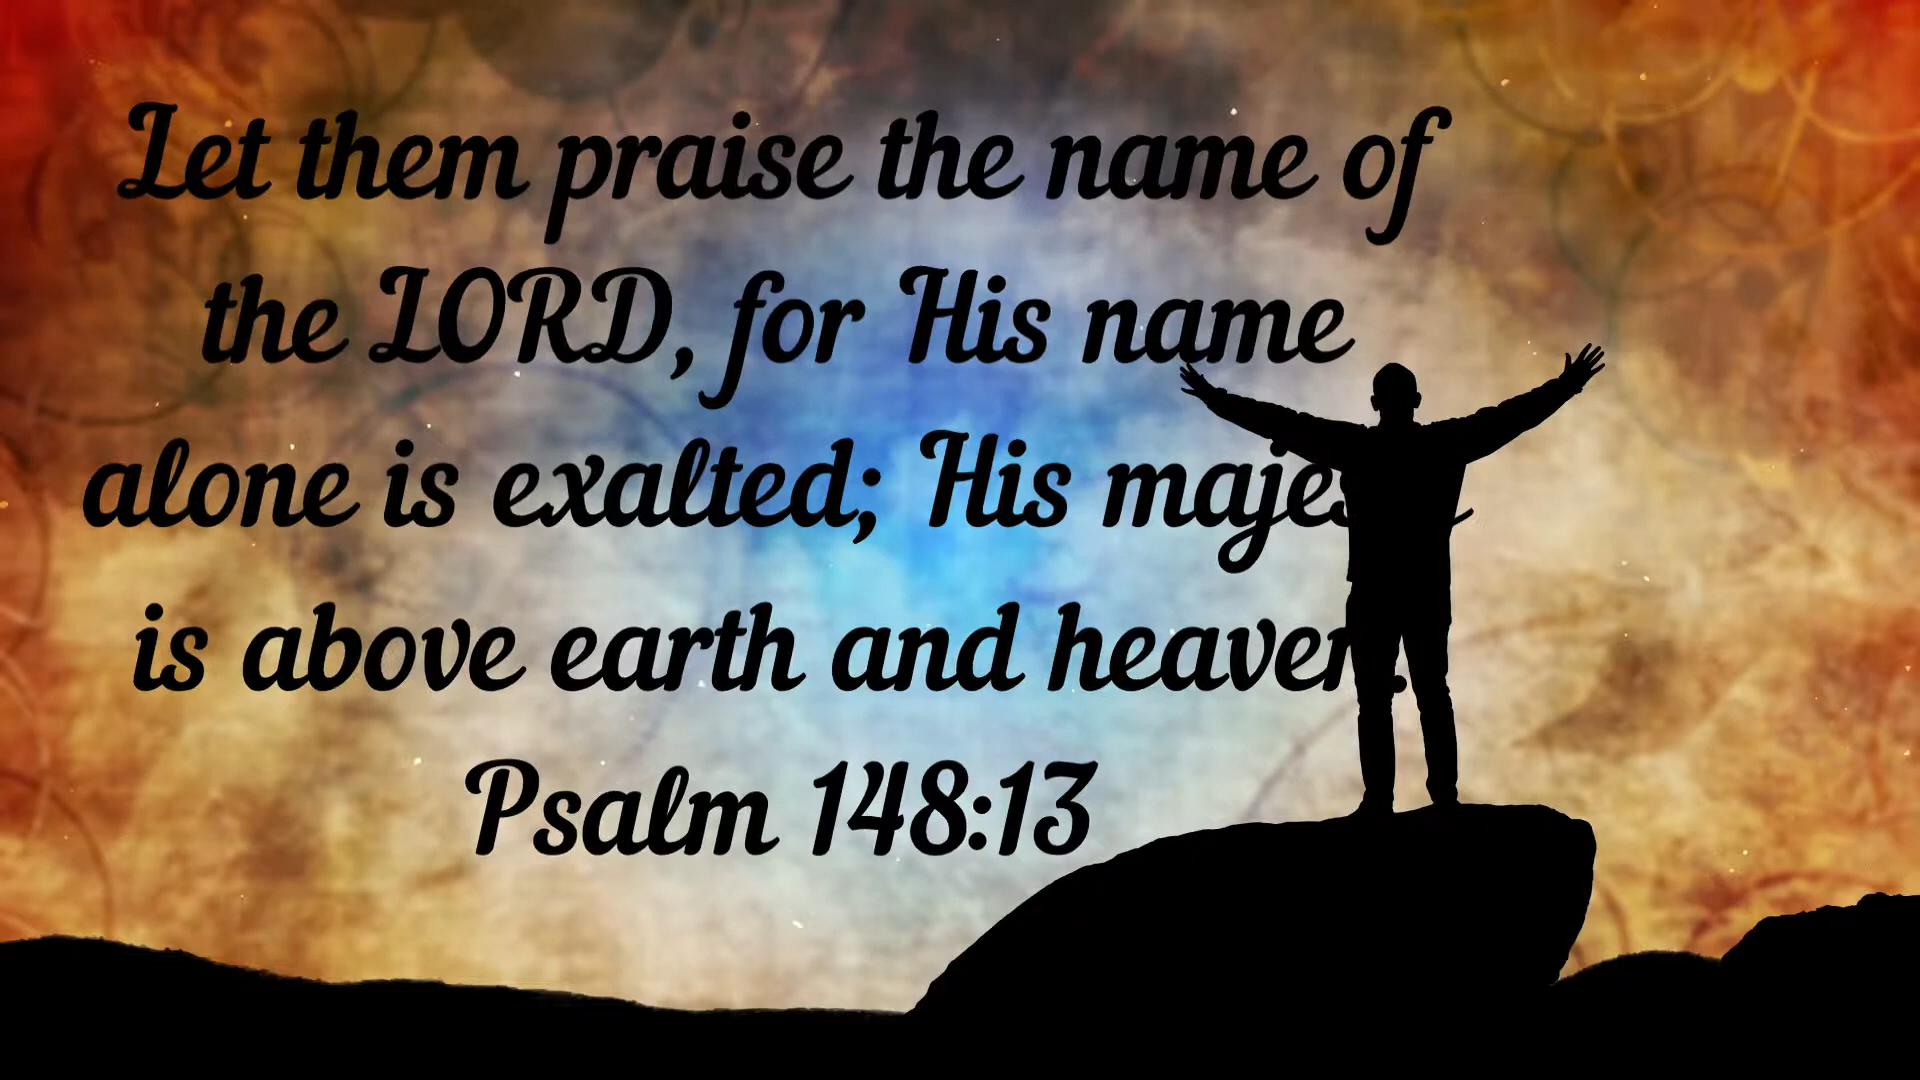 Let them praise the name of
the LORD, for His name
alone is exalted; His majesty
is above earth and heaven.
Psalm 148:13